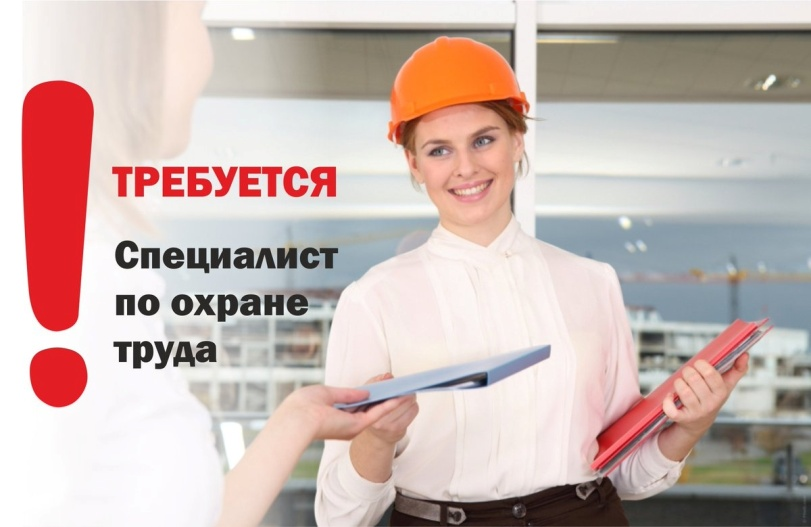 !
ТРЕБУЕТСЯ
Специалист
по охране
труда